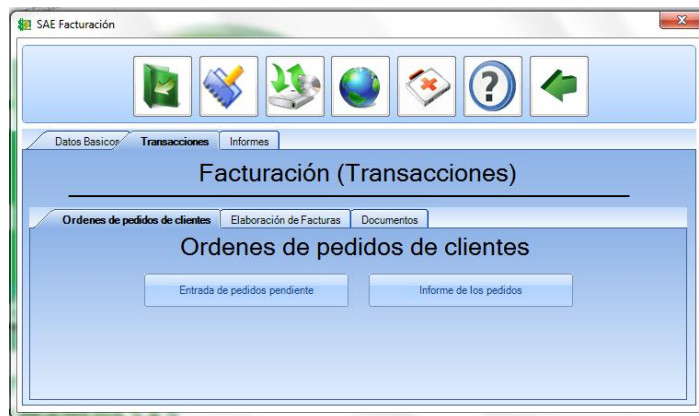 SAE Facturación
Datos Basicos Transacciones Informes
Facturación (Transacciones)
Ordenes de pedidos de clientes Elaboración de Facturas Documentos
Ordenes de pedidos de clientes
Entrada de pedidos pendiente Informe de los pedidos